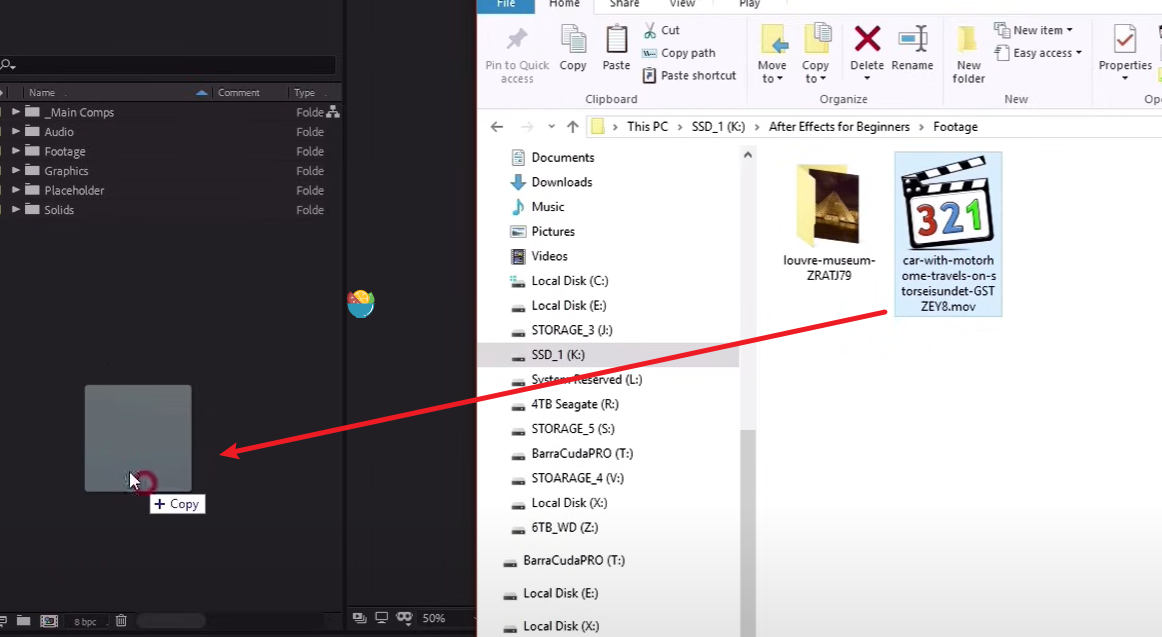 Name
Comment
Type
_Main Comps
Folde
Audio
Folde
Footage
Folde
Graphics
Folde
Placeholder
Folde
Solids
Folde
+ Copy
8 bpc
50%
File
Home
Share
View
Play
Pin to Quick
access
Copy
Paste
Cut
Copy path
Paste shortcut
Clipboard
Move
to
Copy
to
Delete
Rename
Organize
New
folder
New item
Easy access
New
Properties
Op
This PC > SSD_1 (K:) > After Effects for Beginners > Footage
Documents
Downloads
Music
Pictures
Videos
Local Disk (C:)
Local Disk (E:)
STORAGE_3 (J:)
SSD_1 (K:)
System Reserved (L:)
4TB Seagate (R:)
STORAGE_5 (S:)
BarraCudaPRO (T:)
STOARAGE_4 (V:)
Local Disk (X:)
6TB_WD (Z:)
BarraCudaPRO (T:)
Local Disk (E:)
Local Disk (X:)
louvre-museum-
ZRATJ79
321
car-with-motorh
ome-travels-on-s
torseisundet-GST
ZEY8.mov